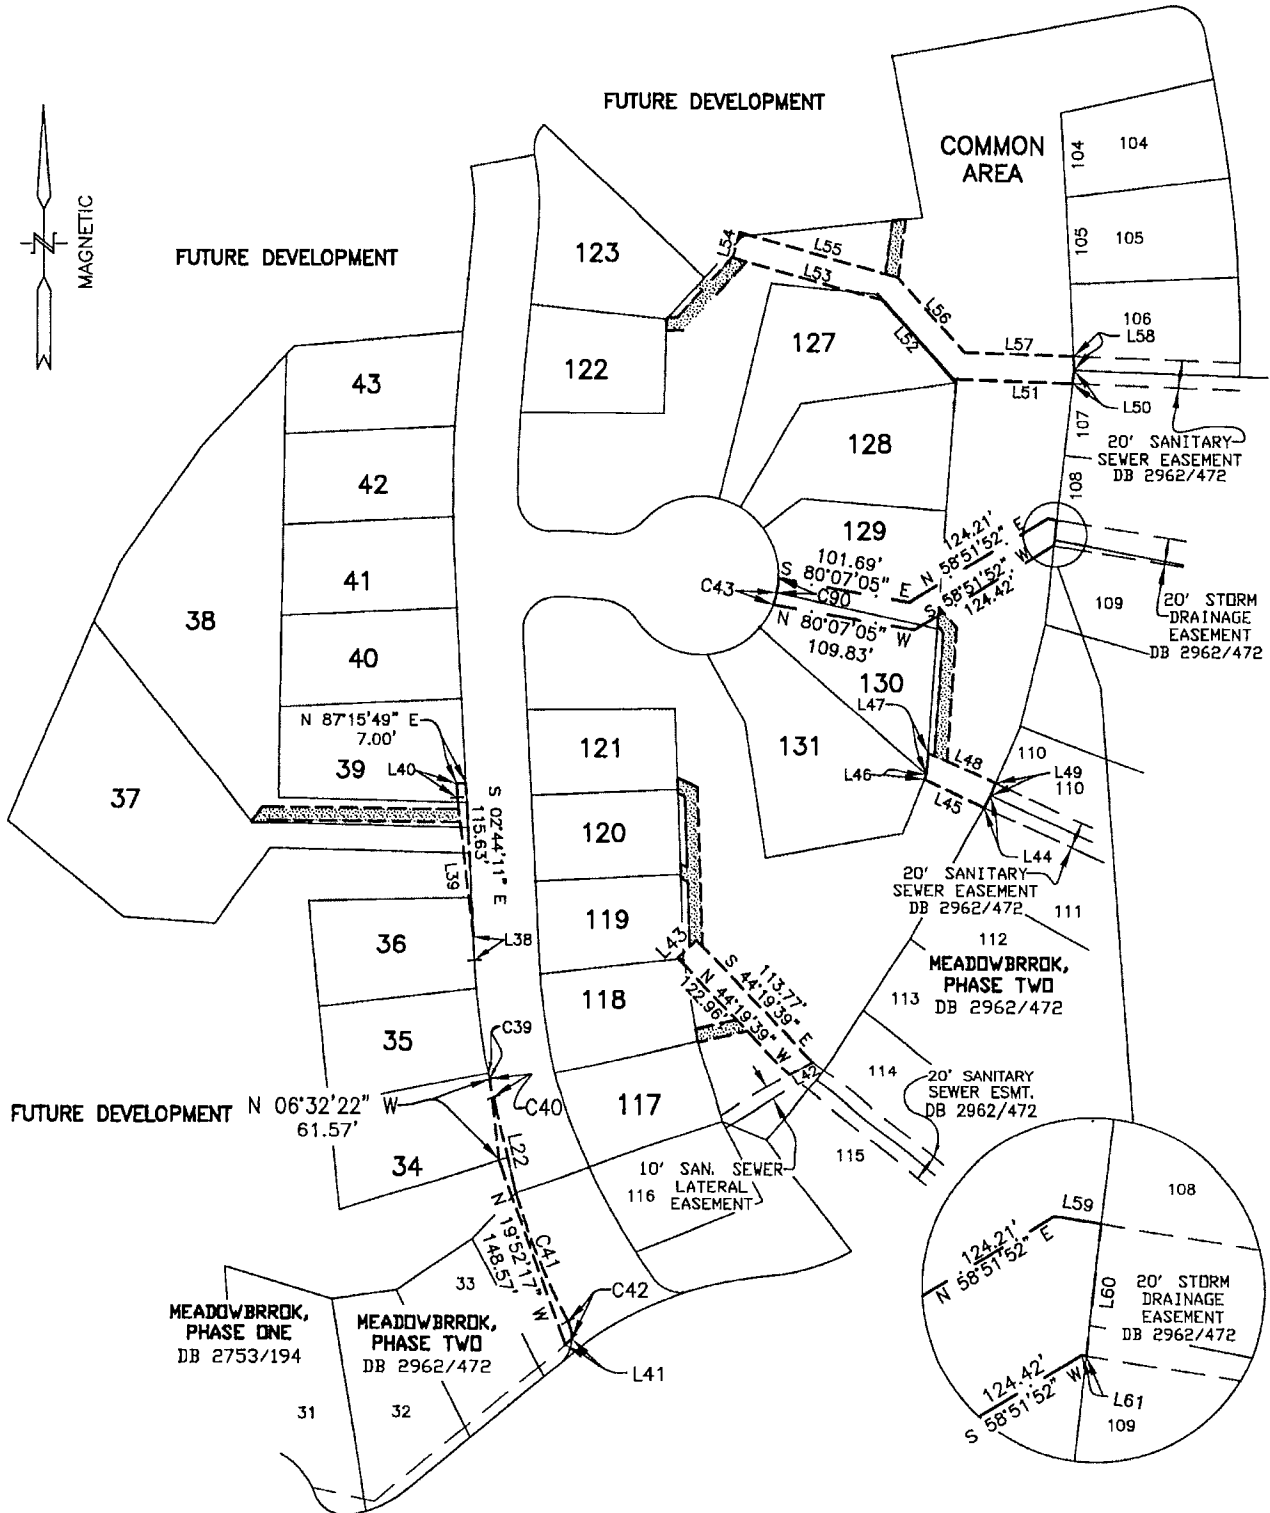 FUTURE DEVELOPMENT
COMMON
AREA
104
104
105
105
106
L58
MAGNETIC
N
FUTURE DEVELOPMENT
123
L54
L55
L53
L56
L52
L57
L51
L50
107
108
20' SANITARY
SEWER EASEMENT
DB 2962/472
43
122
127
42
128
41
129
101.69'
S 80°07'05" E
C43
C90
N 80°07'05" W
109.83'
124.21'
N 58°51'52" E
S 58°51'52" W
124.42'
109
20' STORM
DRAINAGE
EASEMENT
DB 2962/472
38
40
130
L47
N 87°15'49" E
7.00'
39
L40
121
131
L46
L48
L45
110
L49
110
L44
37
S 02°44'11" E
115.63'
L39
120
20' SANITARY
SEWER EASEMENT
DB 2962/472
111
112
36
L38
119
L43
113.77'
S 44°19'39" E
N 44°19'39" W
122.96'
MEADOWBRROK,
PHASE TWO
DB 2962/472
113
35
118
C39
C40
L42
114
20' SANITARY
SEWER ESMT.
DB 2962/472
FUTURE DEVELOPMENT
N 06°32'22" W
61.57'
117
34
L22
115
10' SAN. SEWER
LATERAL
EASEMENT
116
N 19°52'17" W
148.57'
C41
33
C42
L41
MEADOWBRROK,
PHASE ONE
DB 2753/194
MEADOWBRROK,
PHASE TWO
DB 2962/472
31
32
108
L59
124.21'
N 58°51'52" E
L60
20' STORM
DRAINAGE
EASEMENT
DB 2962/472
124.42'
S 58°51'52" W
L61
109